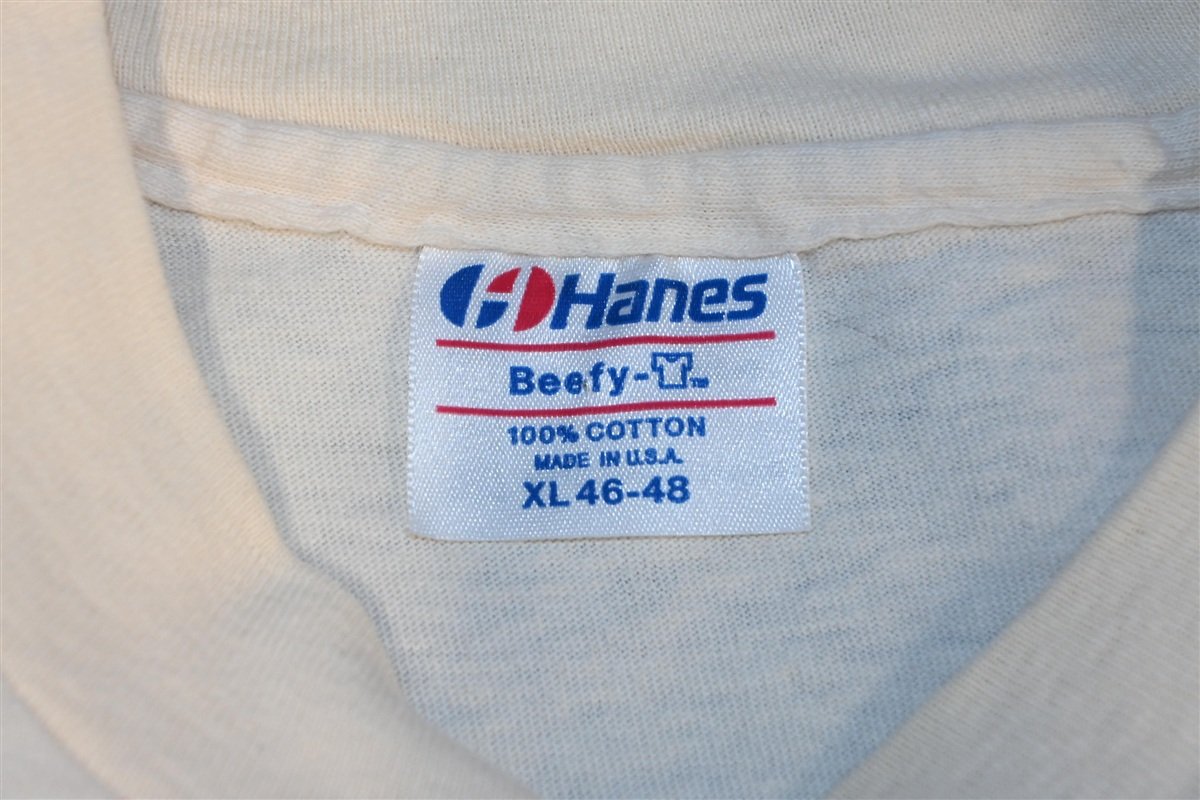 Hanes
Beefy-T™
100% COTTON
MADE IN U.S.A.
XL 46-48